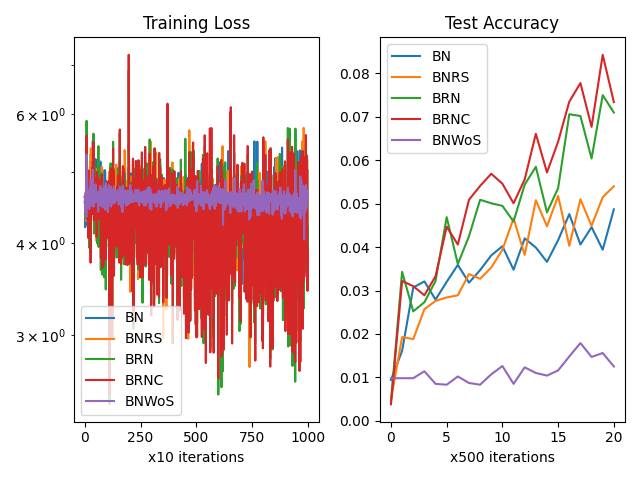 Training Loss
6 × 10⁰
4 × 10⁰
3 × 10⁰
BN
BNRS
BRN
BRNC
BNWoS
0
250
500
750
1000
x10 iterations
Test Accuracy
0.08
0.07
0.06
0.05
0.04
0.03
0.02
0.01
0.00
BN
BNRS
BRN
BRNC
BNWoS
0
5
10
15
20
x500 iterations